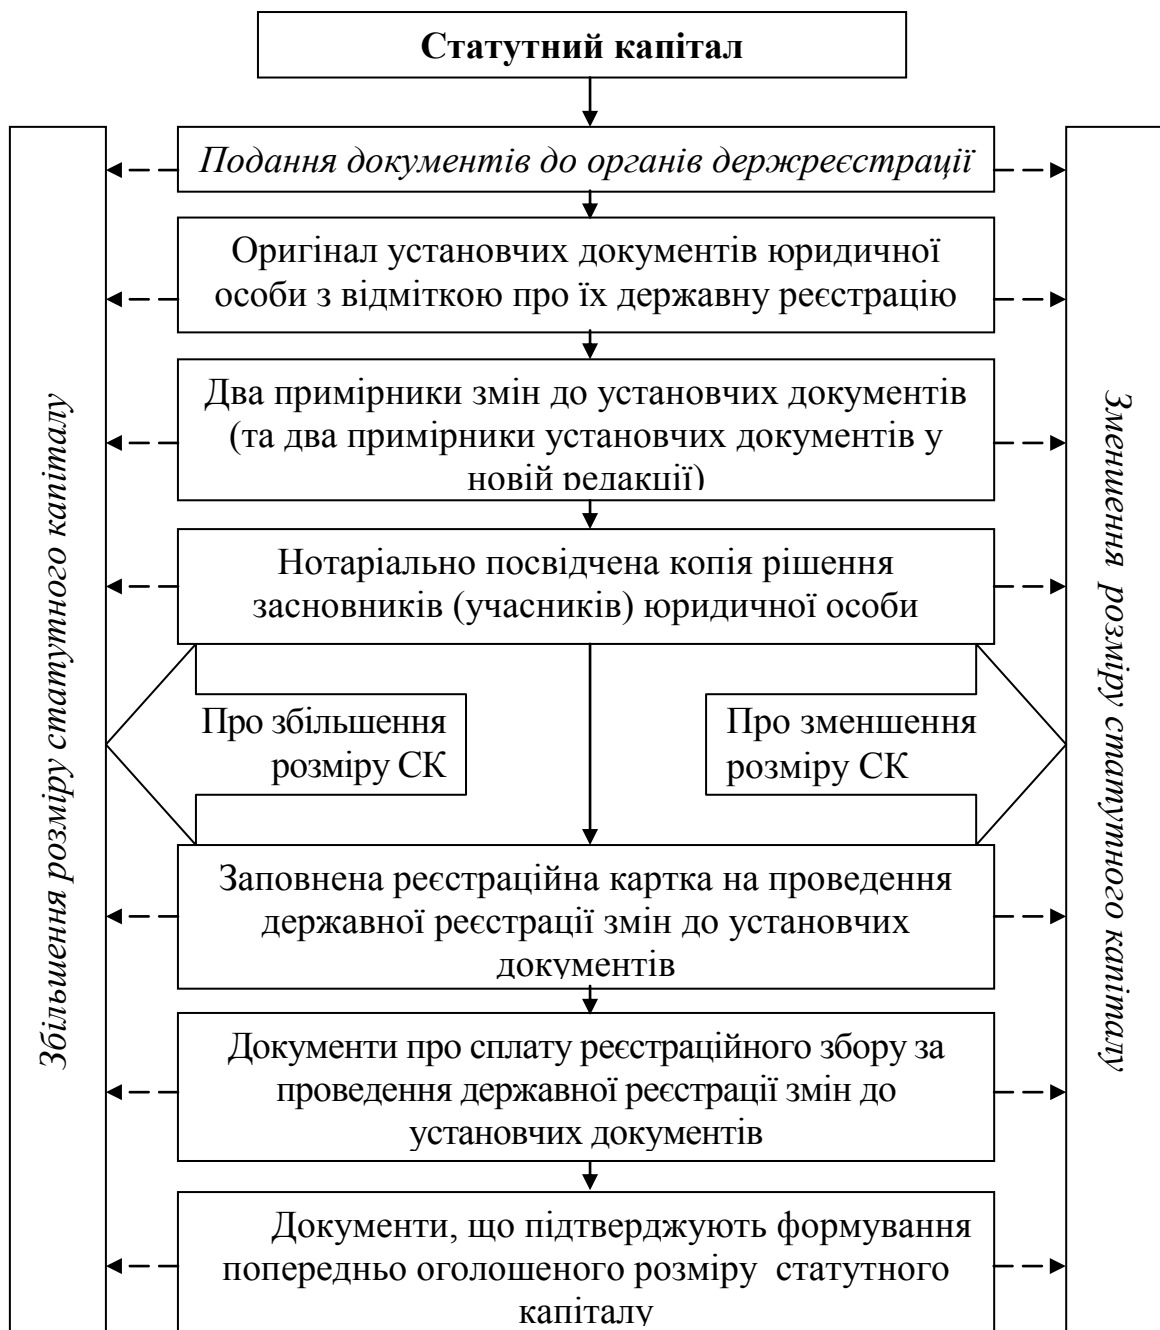 Статутний капітал
Подання документів до органів держреєстрації
Оригінал установчих документів юридичної
особи з відміткою про їх державну реєстрацію
Два примірники змін до установчих документів
(та два примірники установчих документів у
новій редакції)
Нотаріально посвідчена копія рішення
засновників (учасників) юридичної особи
Про збільшення
розміру СК
Про зменшення
розміру СК
Заповнена реєстраційна картка на проведення
державної реєстрації змін до установчих
документів
Документи про сплату реєстраційного збору за
проведення державної реєстрації змін до
установчих документів
Документи, що підтверджують формування
попередньо оголошеного розміру статутного
капіталу
Збільшення розміру статутного капіталу
Зменшення розміру статутного капіталу